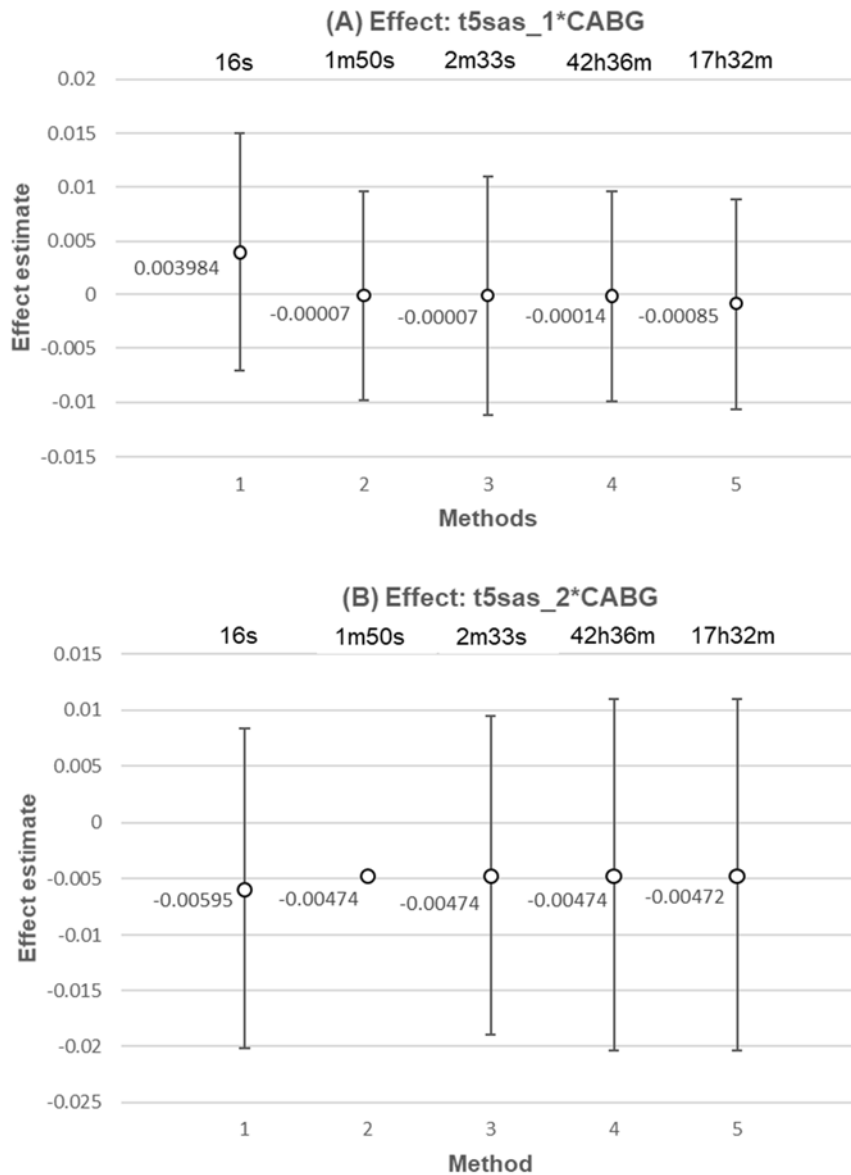 (A) Effect: t5sas_1*CABG
16s 1m50s 2m33s 42h36m 17h32m
0.02
0.015
0.01
0.005
0
-0.005
-0.01
-0.015
Effect estimate
0.003984
-0.00007
-0.00007
-0.00014
-0.00085
1 2 3 4 5
Methods
(B) Effect: t5sas_2*CABG
16s 1m50s 2m33s 42h36m 17h32m
0.015
0.01
0.005
0
-0.005
-0.01
-0.015
-0.02
-0.025
Effect estimate
-0.00595
-0.00474
-0.00474
-0.00474
-0.00472
1 2 3 4 5
Method